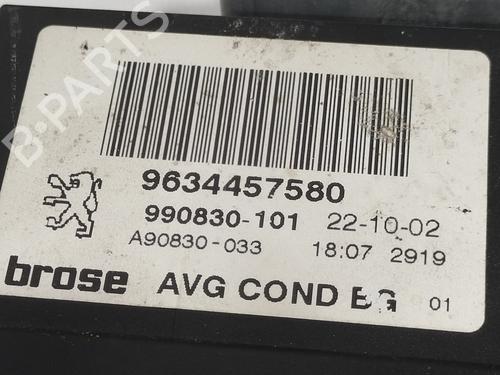 B-PARTS
9634457580
990830-101 22-10-02
A90830-033 18:07 2919
brose AVG COND BG 01